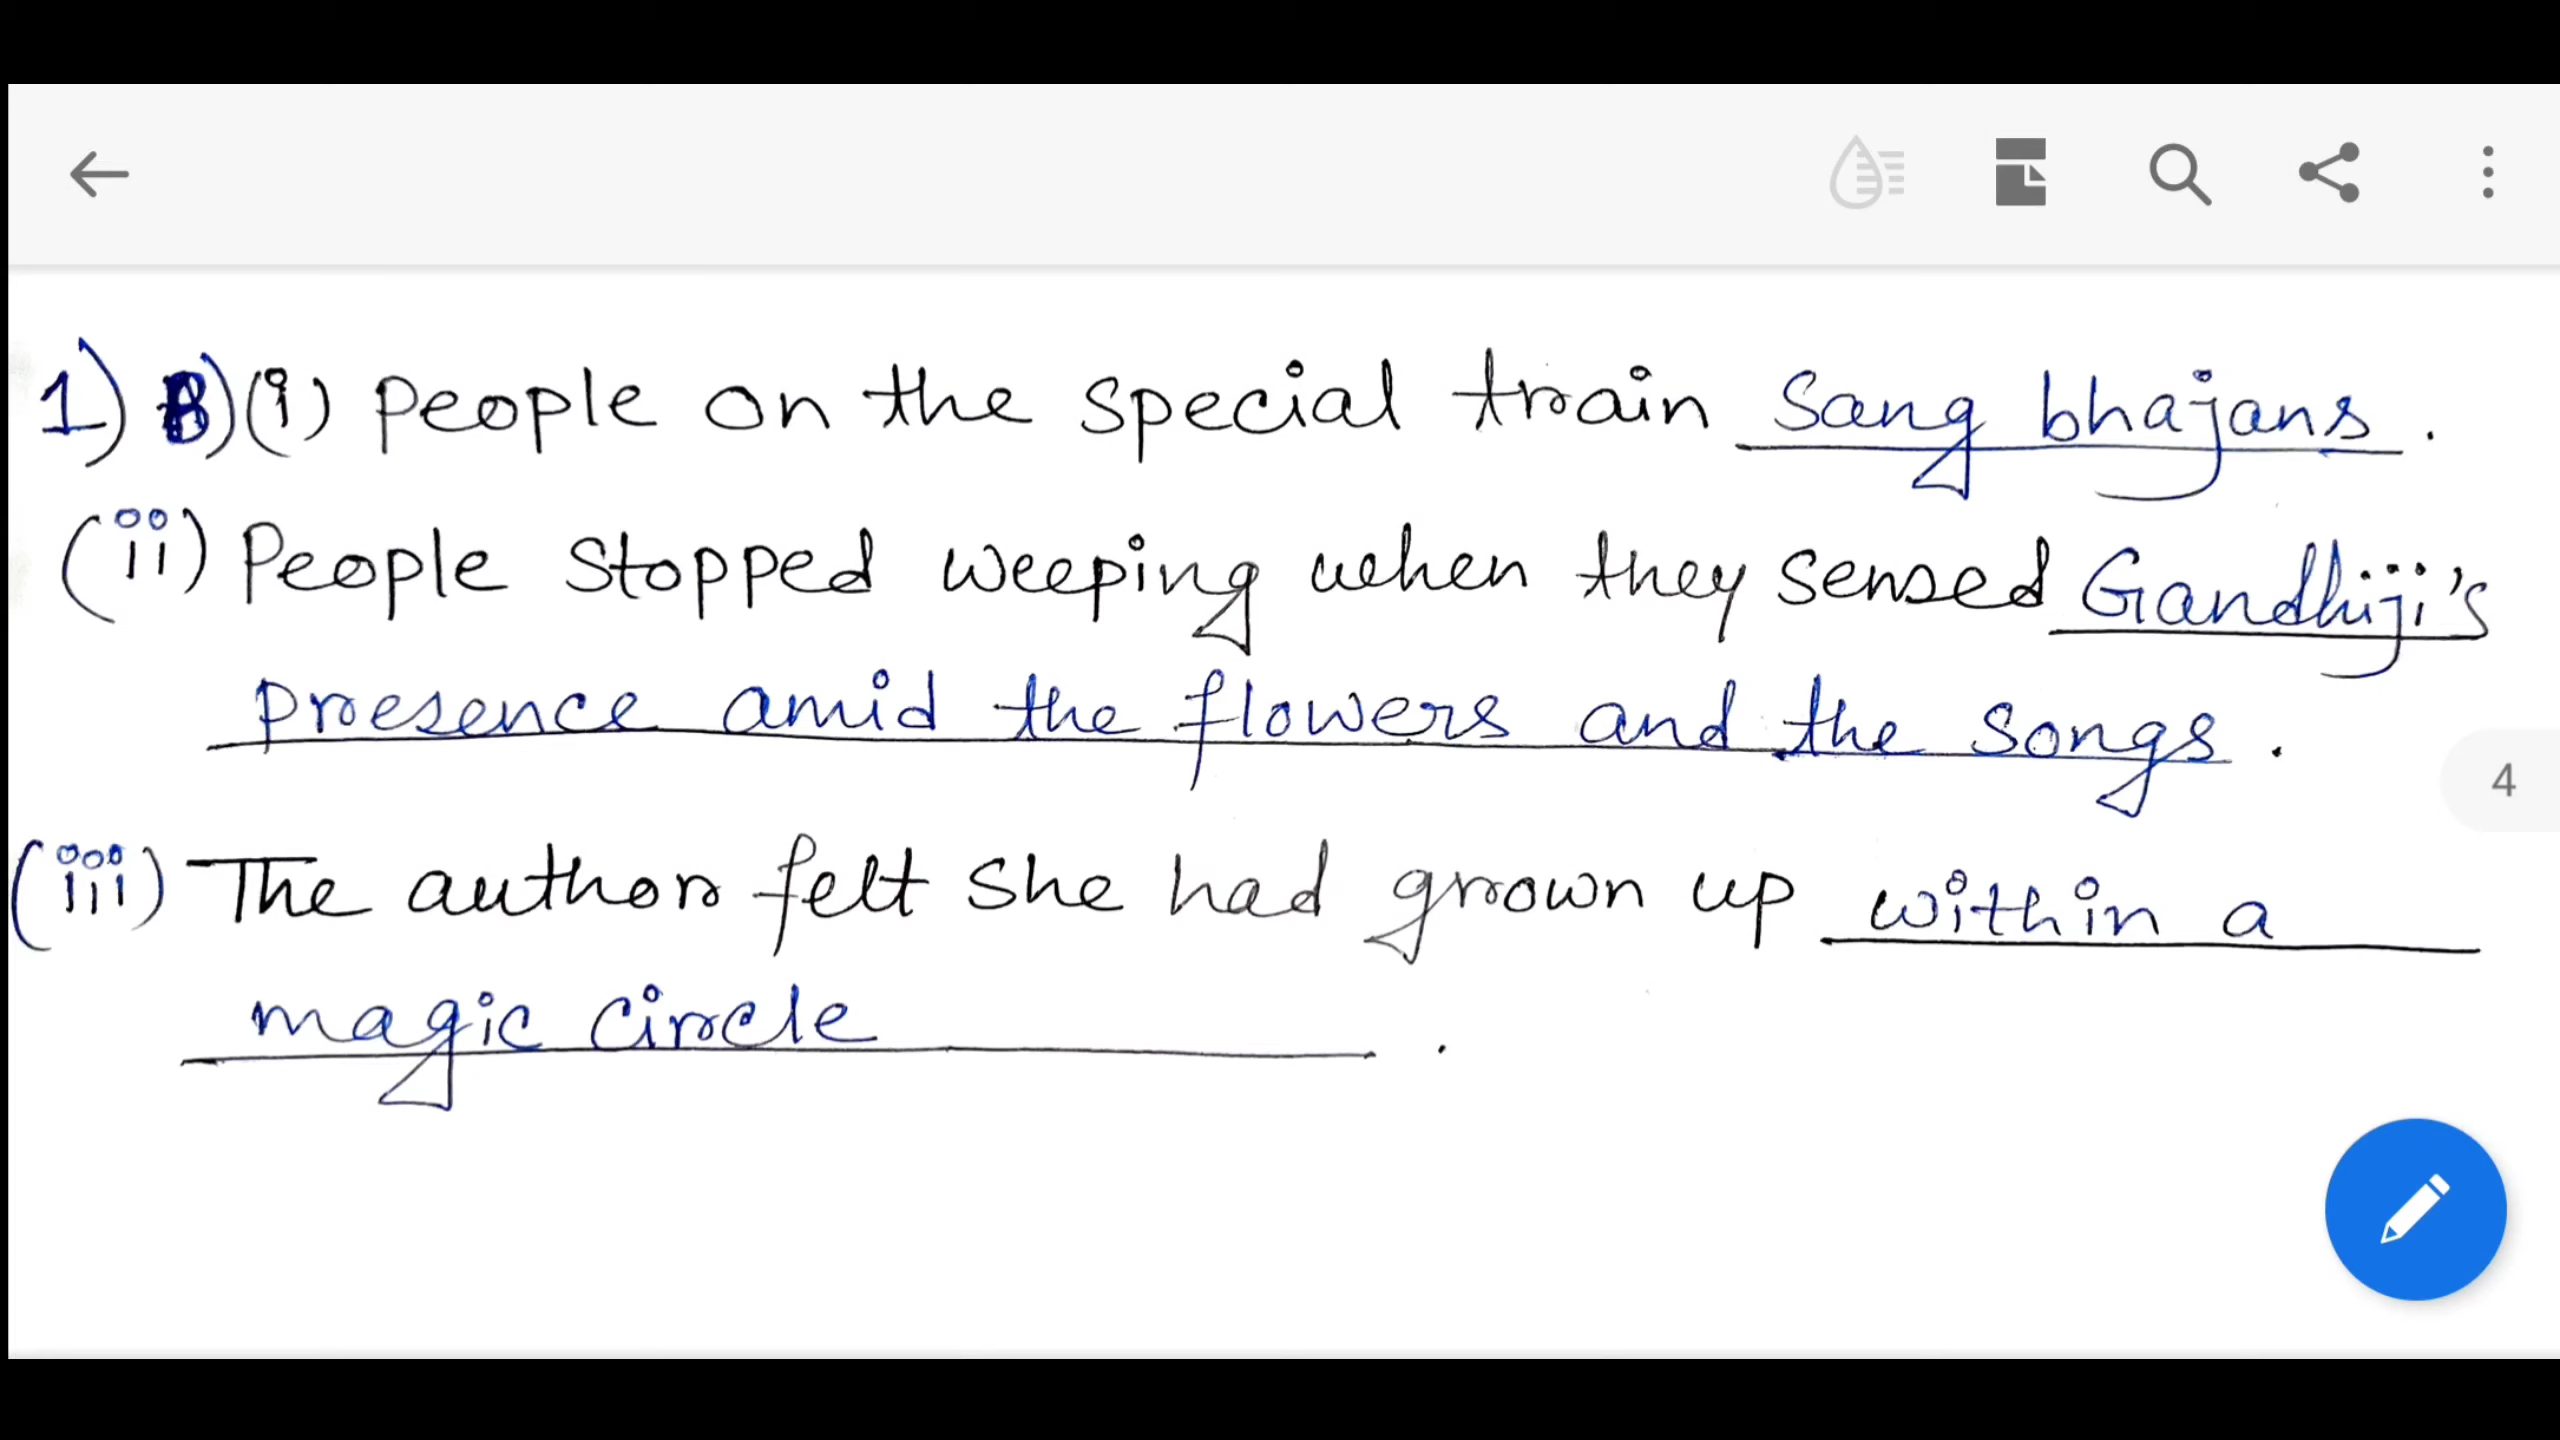 1) B) (i) People on the special train sang bhajans.
(ii) People stopped weeping when they sensed Gandhiji's
presence amid the flowers and the songs.
4
(iii) The author felt she had grown up within a
magic circle .